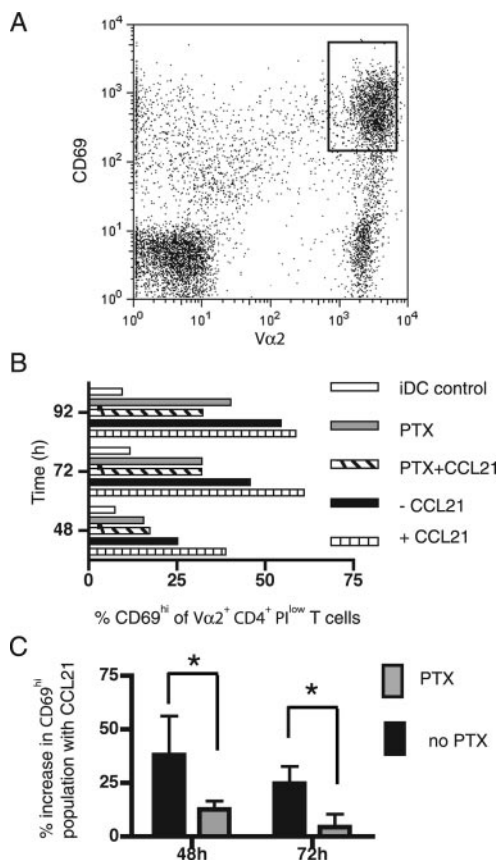 A
CD69
10⁴
10³
10²
10¹
10⁰
10⁰ 10¹ 10² 10³ 10⁴
Vα2
B
Time (h)
92
72
48
0 25 50 75
% CD69ʰⁱ of Vα2⁺ CD4⁺ PIˡᵒʷ T cells
iDC control
PTX
PTX+CCL21
- CCL21
+ CCL21
C
% increase in CD69ʰⁱ
population with CCL21
75
50
25
0
* *
48h 72h
PTX
no PTX